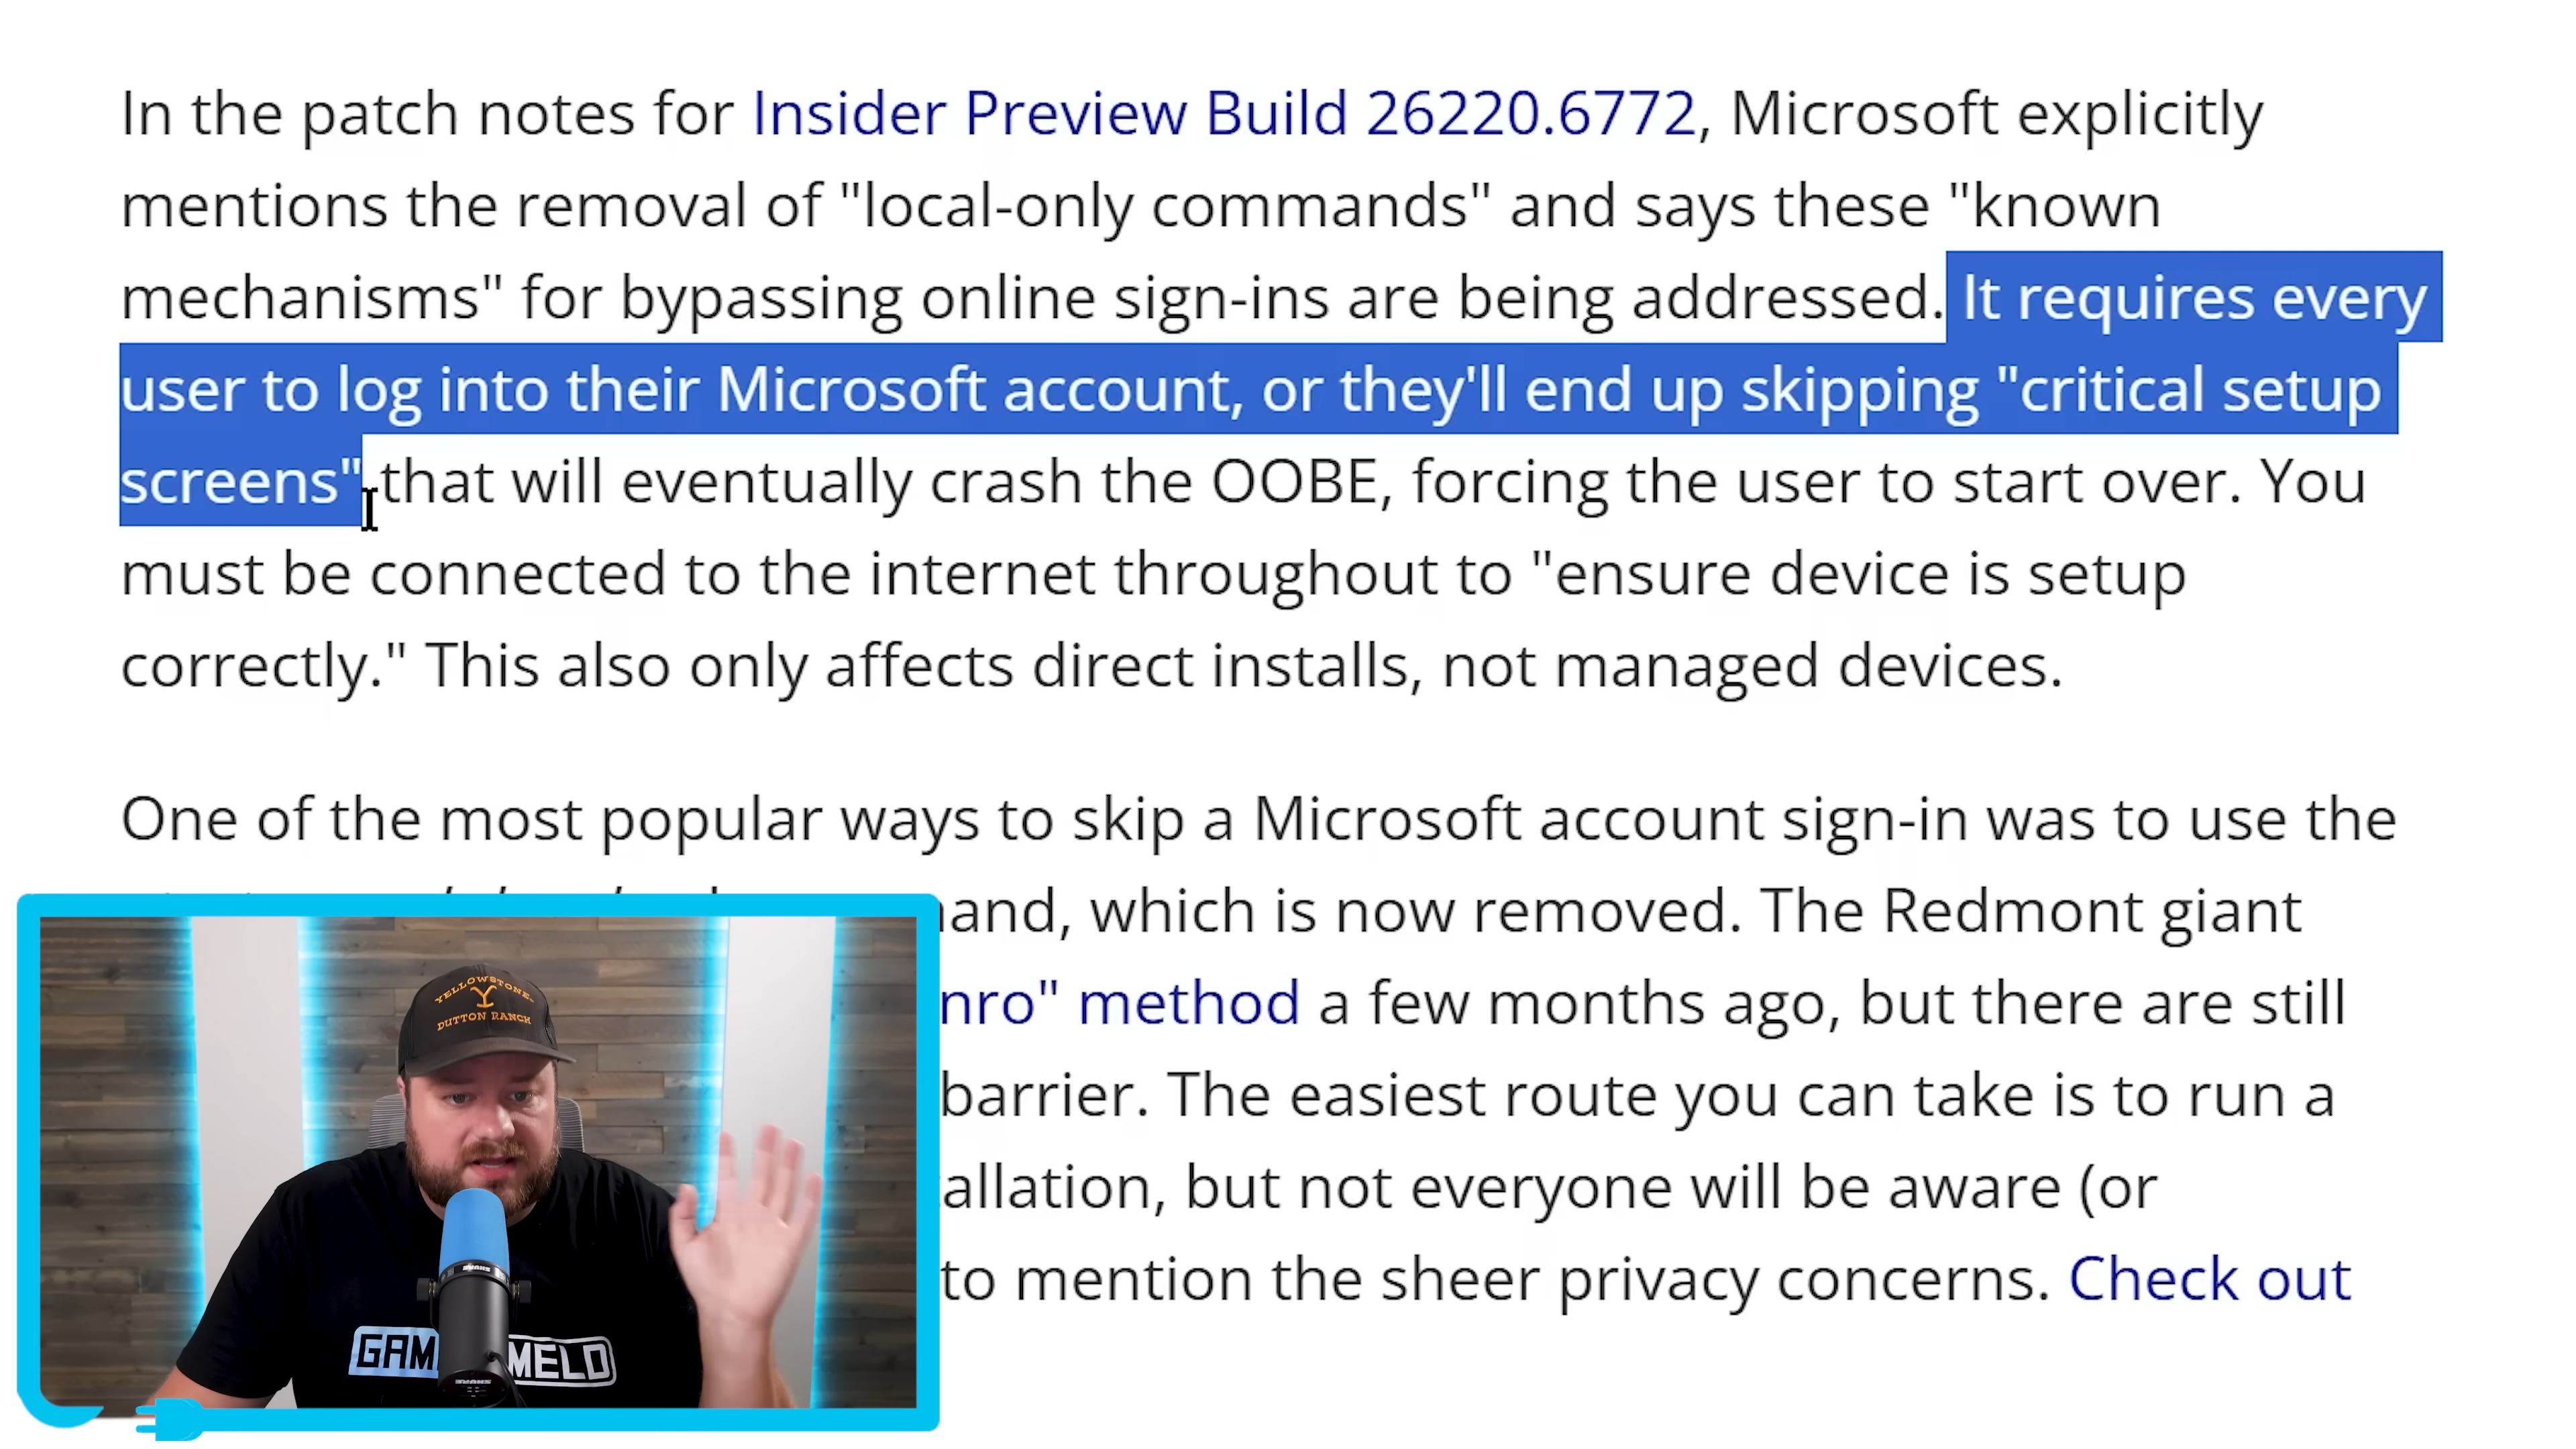 In the patch notes for Insider Preview Build 26220.6772, Microsoft explicitly
mentions the removal of "local-only commands" and says these "known
mechanisms" for bypassing online sign-ins are being addressed. It requires every
user to log into their Microsoft account, or they'll end up skipping "critical setup
screens" that will eventually crash the OOBE, forcing the user to start over. You
must be connected to the internet throughout to "ensure device is setup
correctly." This also only affects direct installs, not managed devices.
One of the most popular ways to skip a Microsoft account sign-in was to use the
which is now removed. The Redmont giant
method a few months ago, but there are still
barrier. The easiest route you can take is to run a
but not everyone will be aware (or
to mention the sheer privacy concerns. Check out
YELLOWSTONE
Y
DUTTON RANCH
GAM MELD